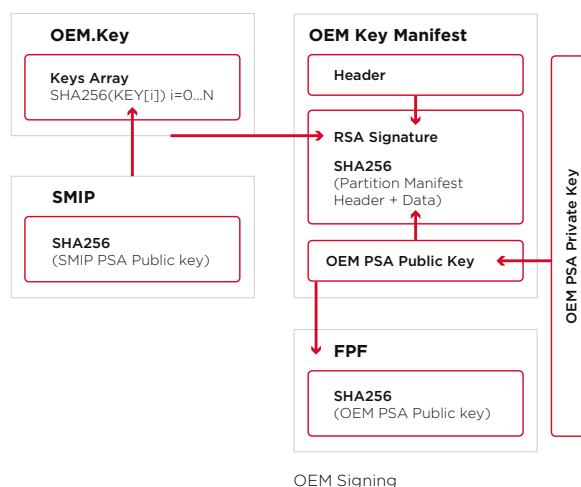 OEM.Key
Keys Array
SHA256(KEY[i]) i=0...N
SMIP
SHA256
(SMIP PSA Public key)
OEM Key Manifest
Header
RSA Signature
SHA256
(Partition Manifest
Header + Data)
OEM PSA Public Key
FPF
SHA256
(OEM PSA Public key)
OEM PSA Private Key
OEM Signing